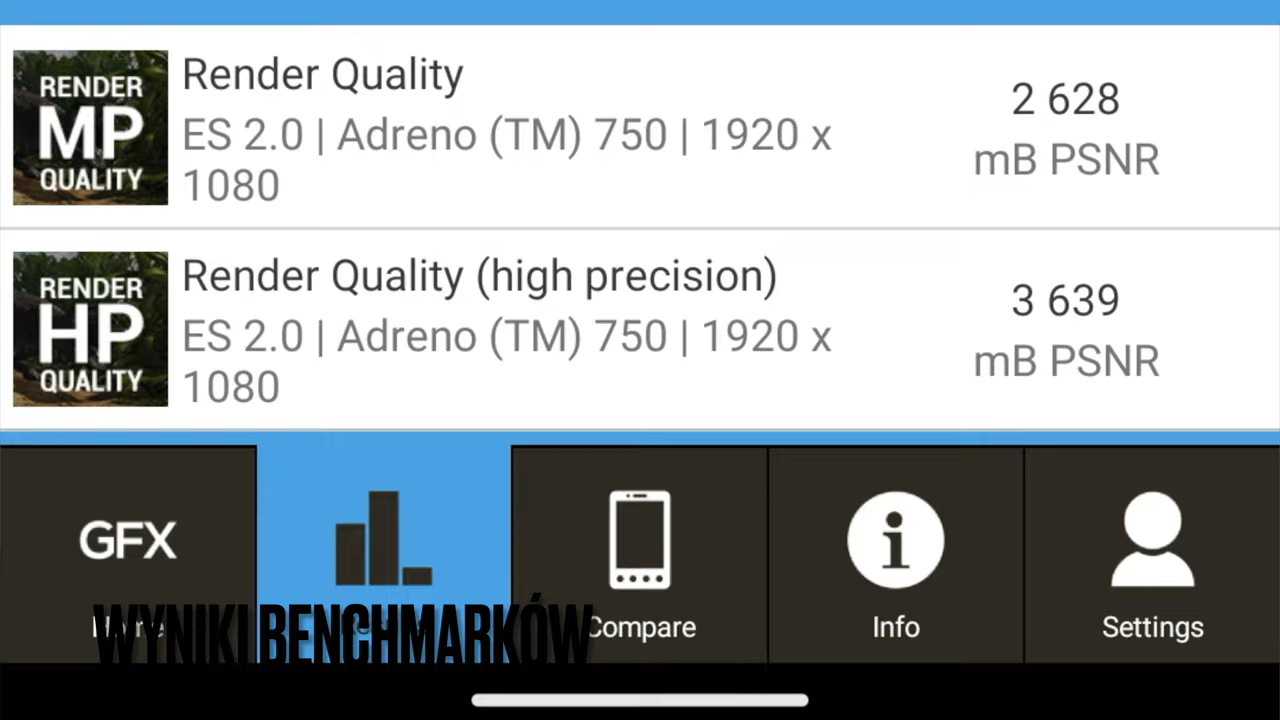 RENDER
MP
QUALITY
Render Quality
ES 2.0 | Adreno (TM) 750 | 1920 x
1080
2 628
mB PSNR
RENDER
HP
QUALITY
Render Quality (high precision)
ES 2.0 | Adreno (TM) 750 | 1920 x
1080
3 639
mB PSNR
GFX
Compare
Info
Settings
WYNIKI BENCHMARKÓW